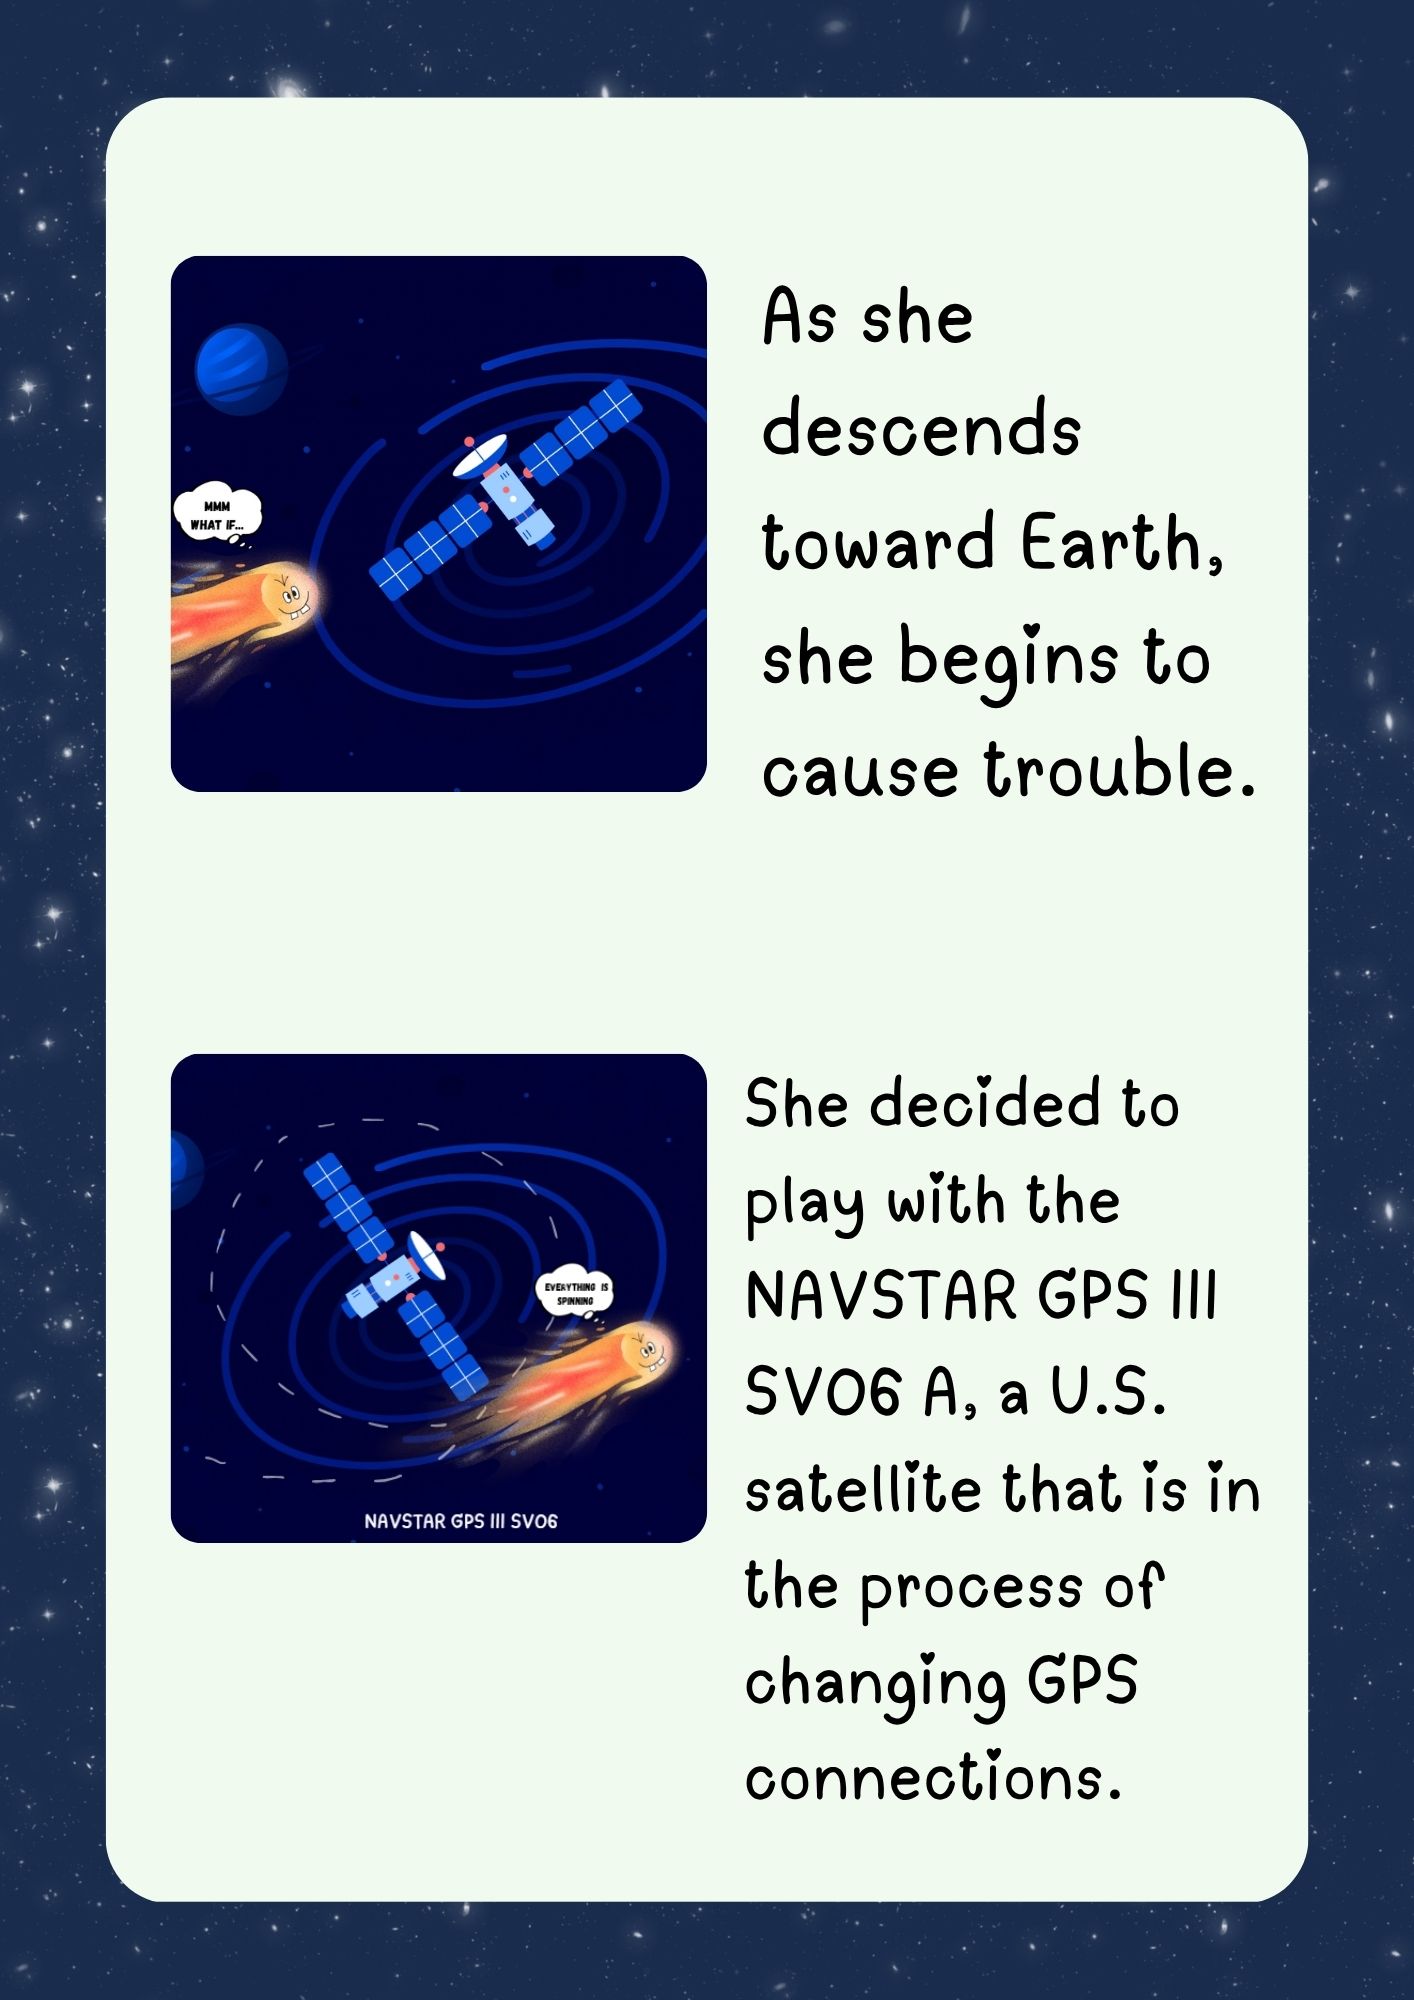 MMM
WHAT IF...
As she
descends
toward Earth,
she begins to
cause trouble.
EVERYTHING IS
SPINNING
NAVSTAR GPS III SV06
She decided to
play with the
NAVSTAR GPS III
SV06 A, a U.S.
satellite that is in
the process of
changing GPS
connections.